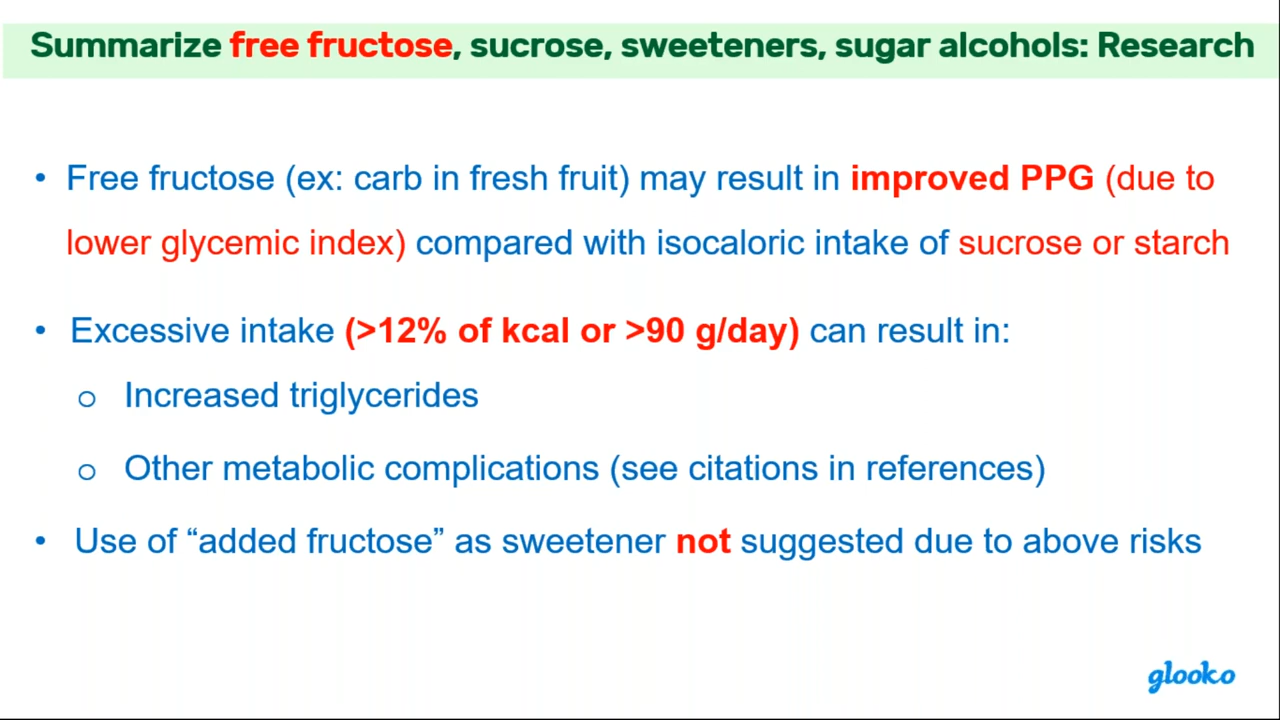 Summarize free fructose, sucrose, sweeteners, sugar alcohols: Research
• Free fructose (ex: carb in fresh fruit) may result in improved PPG (due to
lower glycemic index) compared with isocaloric intake of sucrose or starch
• Excessive intake (>12% of kcal or >90 g/day) can result in:
o Increased triglycerides
o Other metabolic complications (see citations in references)
• Use of “added fructose” as sweetener not suggested due to above risks
glooko